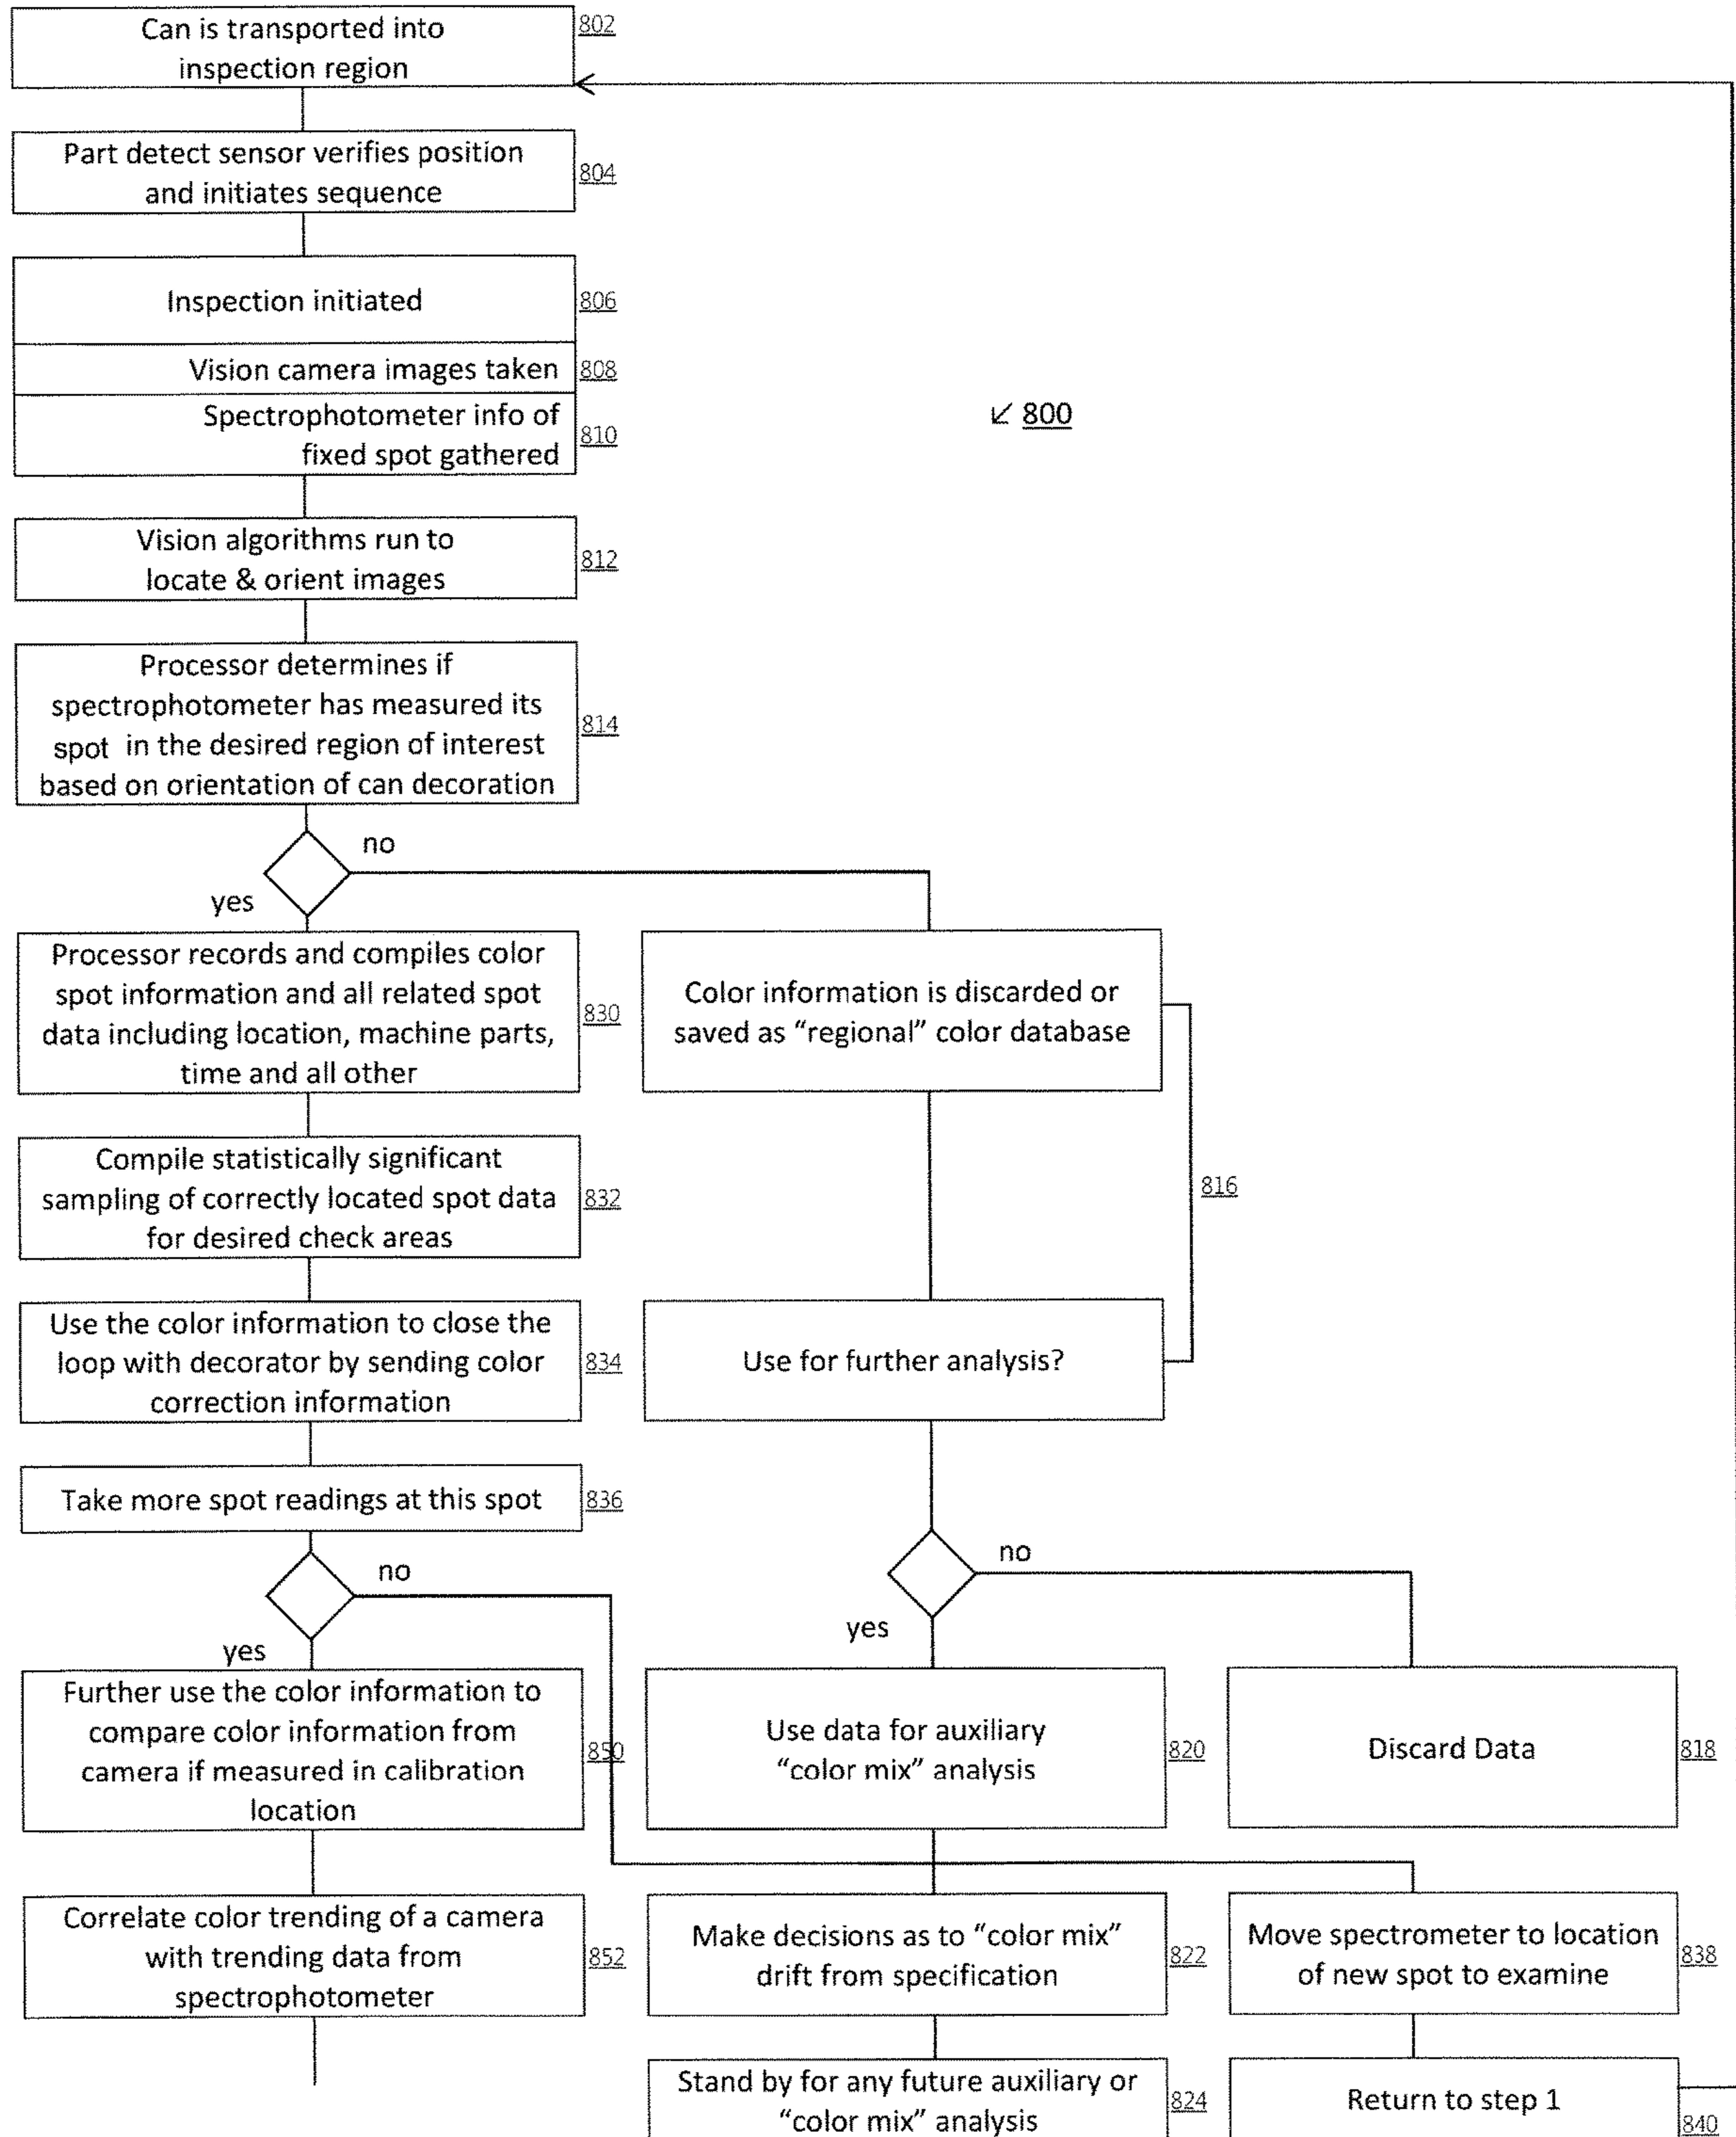 Can is transported into
inspection region
802
Part detect sensor verifies position
and initiates sequence
804
Inspection initiated
806
Vision camera images taken
808
Spectrophotometer info of
fixed spot gathered
810
↙ 800
Vision algorithms run to
locate & orient images
812
Processor determines if
spectrophotometer has measured its
spot in the desired region of interest
based on orientation of can decoration
814
no
yes
Processor records and compiles color
spot information and all related spot
data including location, machine parts,
time and all other
830
Color information is discarded or
saved as “regional” color database
Compile statistically significant
sampling of correctly located spot data
for desired check areas
832
816
Use the color information to close the
loop with decorator by sending color
correction information
834
Use for further analysis?
Take more spot readings at this spot
836
no
yes
no
yes
Further use the color information to
compare color information from
camera if measured in calibration
location
850
Use data for auxiliary
“color mix” analysis
820
Discard Data
818
Correlate color trending of a camera
with trending data from
spectrophotometer
852
Make decisions as to “color mix”
drift from specification
822
Move spectrometer to location
of new spot to examine
838
Stand by for any future auxiliary or
“color mix” analysis
824
Return to step 1
840